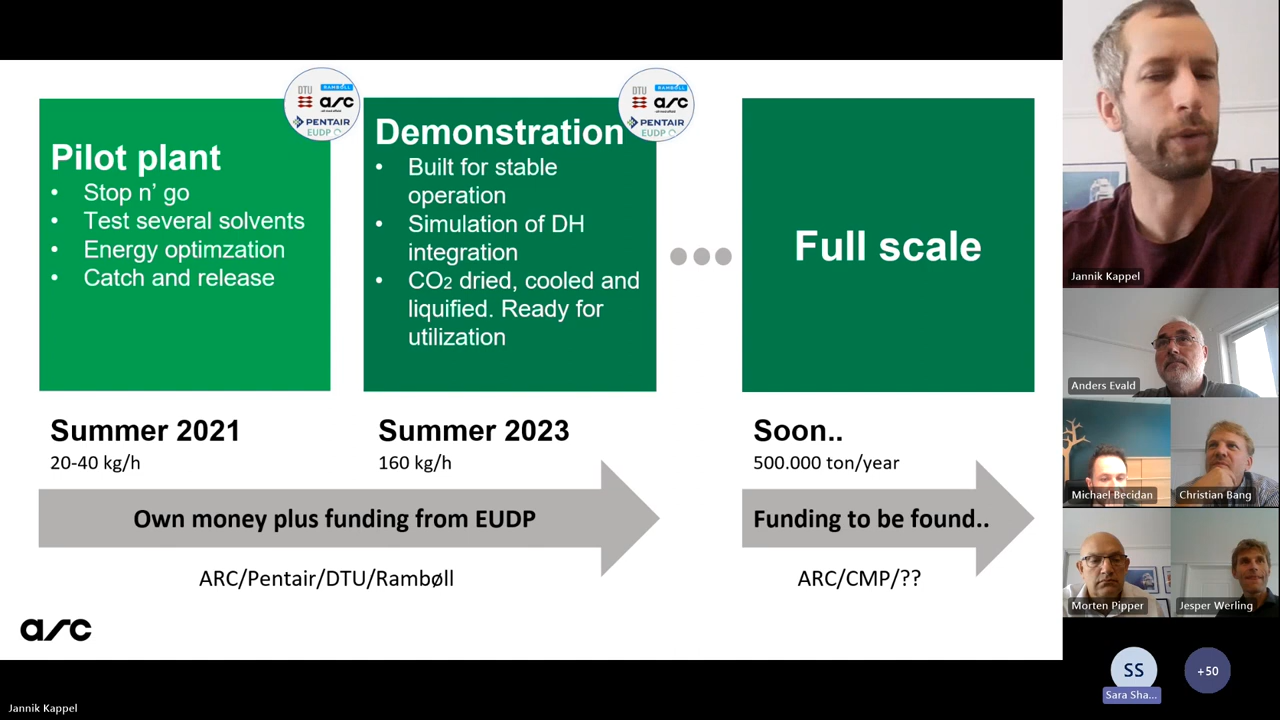 DTU RAMBOLL
arc
PENTAIR
EUDP
DTU RAMBOLL
arc
PENTAIR
EUDP
Pilot plant
• Stop n’ go
• Test several solvents
• Energy optimzation
• Catch and release
Demonstration
• Built for stable
operation
• Simulation of DH
integration
• CO2 dried, cooled and
liquified. Ready for
utilization
Full scale
Summer 2021
20-40 kg/h
Summer 2023
160 kg/h
Soon..
500.000 ton/year
Own money plus funding from EUDP
Funding to be found..
ARC/Pentair/DTU/Rambøll
ARC/CMP/??
arc
Jannik Kappel
Anders Evald
Michael Becidan
Christian Bang
Morten Pipper
Jesper Werling
SS
Sara Sha...
+50
Jannik Kappel